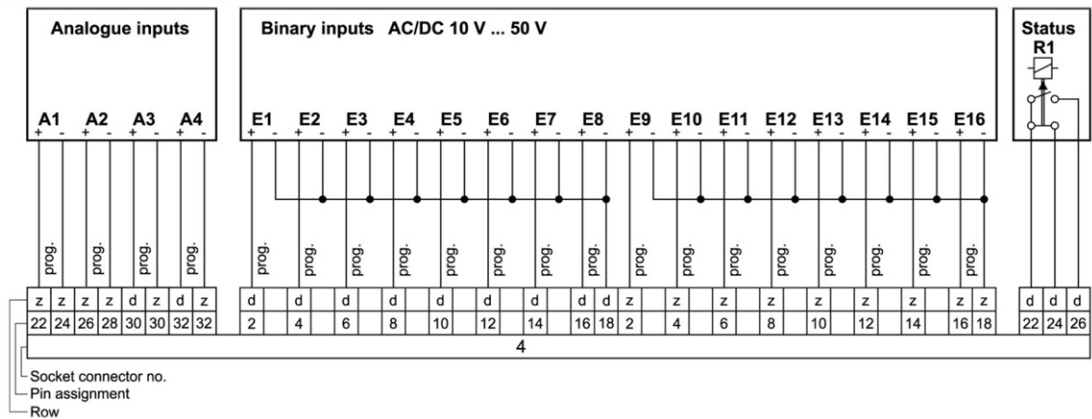 Analogue inputs
Binary inputs AC/DC 10 V ... 50 V
Status
R1
A1 A2 A3 A4 E1 E2 E3 E4 E5 E6 E7 E8 E9 E10 E11 E12 E13 E14 E15 E16
+ - + - + - + - + - + - + - + - + - + - + - + - + - + - + - + - + - + - + - + -
prog. prog. prog. prog. prog. prog. prog. prog. prog. prog. prog. prog. prog. prog. prog. prog. prog. prog. prog. prog.
z z z z d z d z d d d d d d d d d z z z z z z z z z d d d
22 24 26 28 30 30 32 32 2 4 6 8 10 12 14 16 18 2 4 6 8 10 12 14 16 18 22 24 26
4
Socket connector no.
Pin assignment
Row